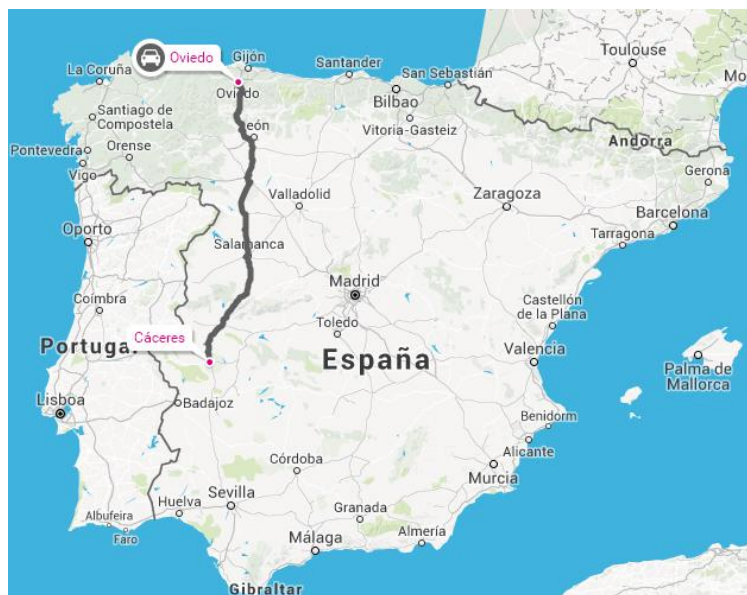 Oviedo
Gijón
Santander
Toulouse
La Coruña
San Sebastián
Oviedo
Bilbao
Santiago de
Compostela
eón
Vitoria-Gasteiz
Andorra
Pontevedra
Orense
Vigo
Gerona
Valladolid
Zaragoza
Oporto
Barcelona
Salamanca
Tarragona
Madrid
Coímbra
Castellón
de la Plana
Toledo
Cáceres
Portugal
España
Valencia
Palma de
Mallorca
Lisboa
Badajoz
Benidorm
Alicante
Córdoba
Murcia
Huelva
Sevilla
Albufeira
Granada
Faro
Málaga
Almería
Gibraltar